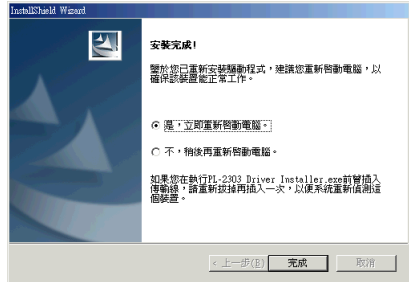 InstallShield Wizard
安裝完成!
鑒於您已重新安裝驅動程式，建議您重新啓動電腦，以
確保該裝置能正常工作。
是，立即重新啓動電腦。
不，稍後再重新啓動電腦。
如果您在執行PL-2303 Driver Installer.exe前曾插入
傳輸線，請重新拔掉再插入一次，以便系統重新偵測這
個裝置。
< 上一步(B)
完成
取消